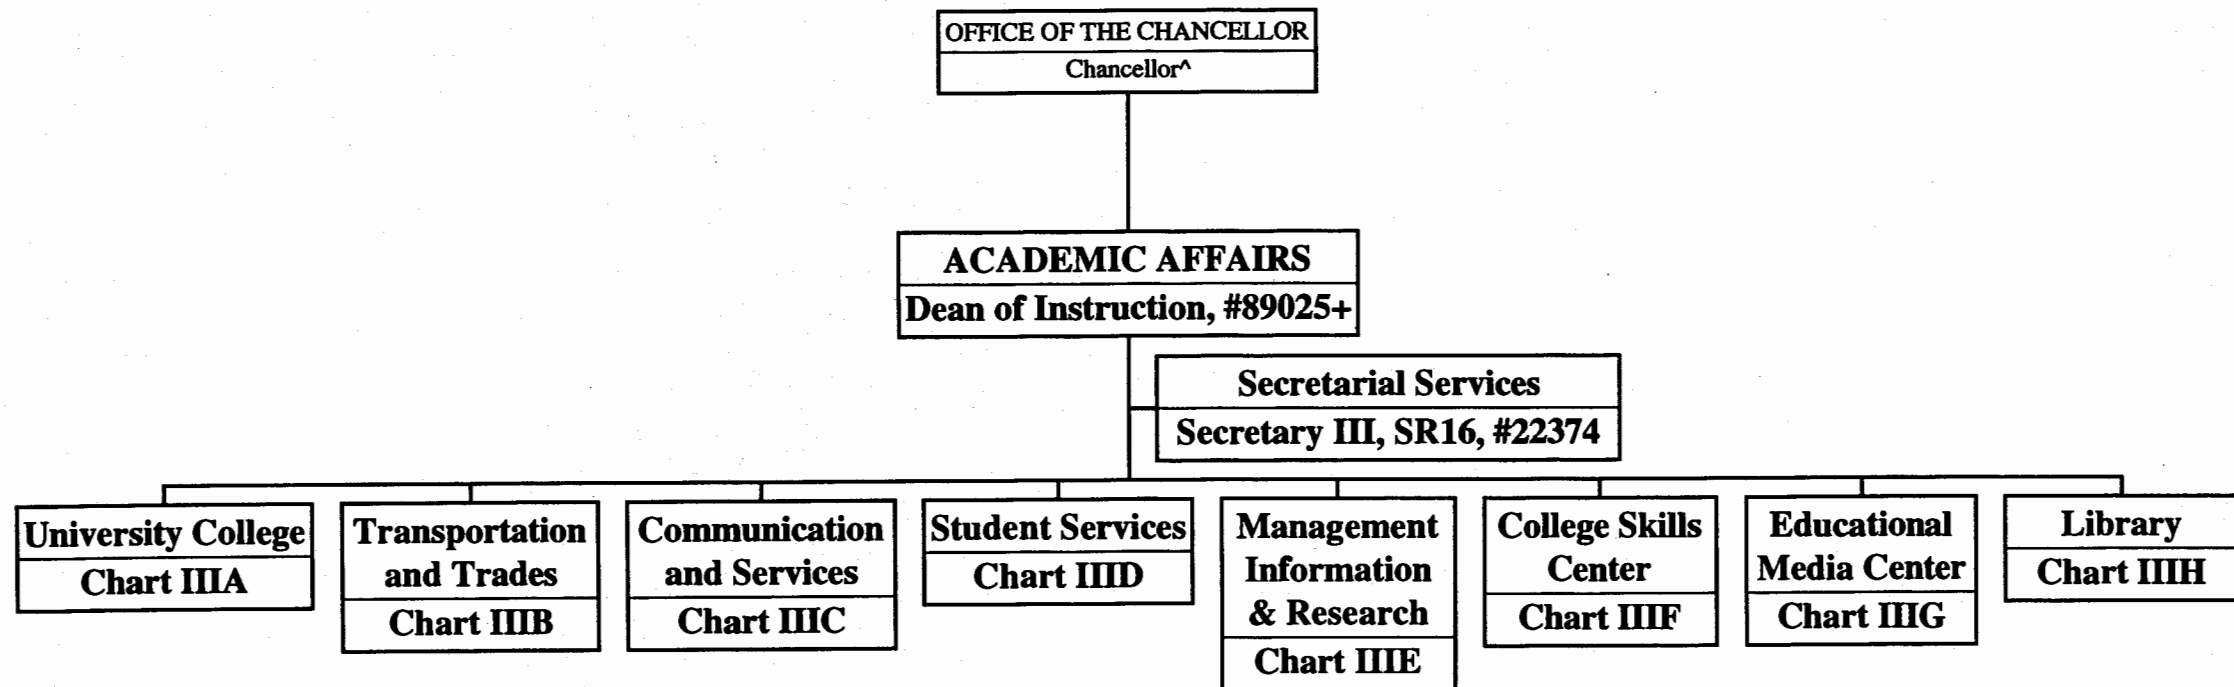 OFFICE OF THE CHANCELLOR
Chancellor^
ACADEMIC AFFAIRS
Dean of Instruction, #89025+
Secretarial Services
Secretary III, SR16, #22374
University College
Chart IIIA
Transportation
and Trades
Chart IIIB
Communication
and Services
Chart IIIC
Student Services
Chart IIID
Management
Information
& Research
Chart IIIE
College Skills
Center
Chart IIIF
Educational
Media Center
Chart IIIG
Library
Chart IIIH